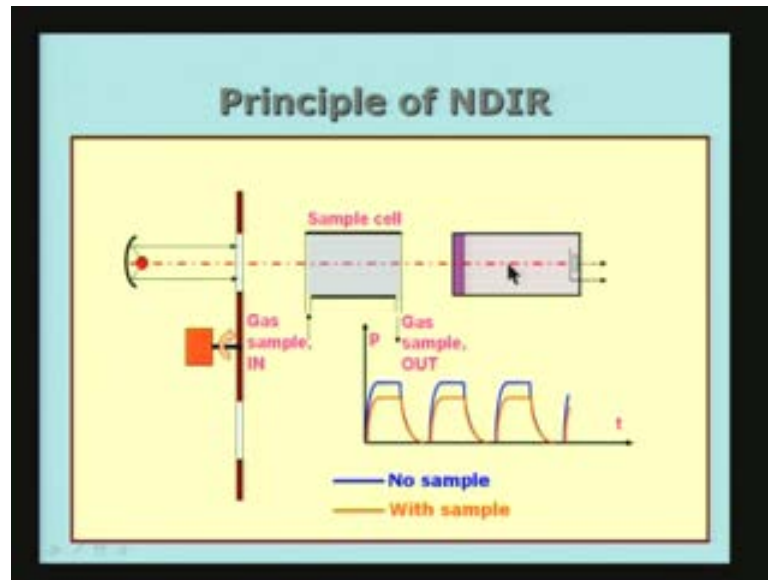 Principle of NDIR
Sample cell
Gas
sample,
IN
Gas
sample,
OUT
p
t
No sample
With sample